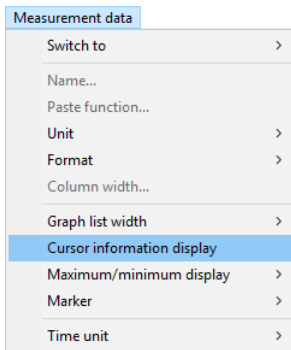 Measurement data
Switch to
Name...
Paste function...
Unit
Format
Column width...
Graph list width
Cursor information display
Maximum/minimum display
Marker
Time unit